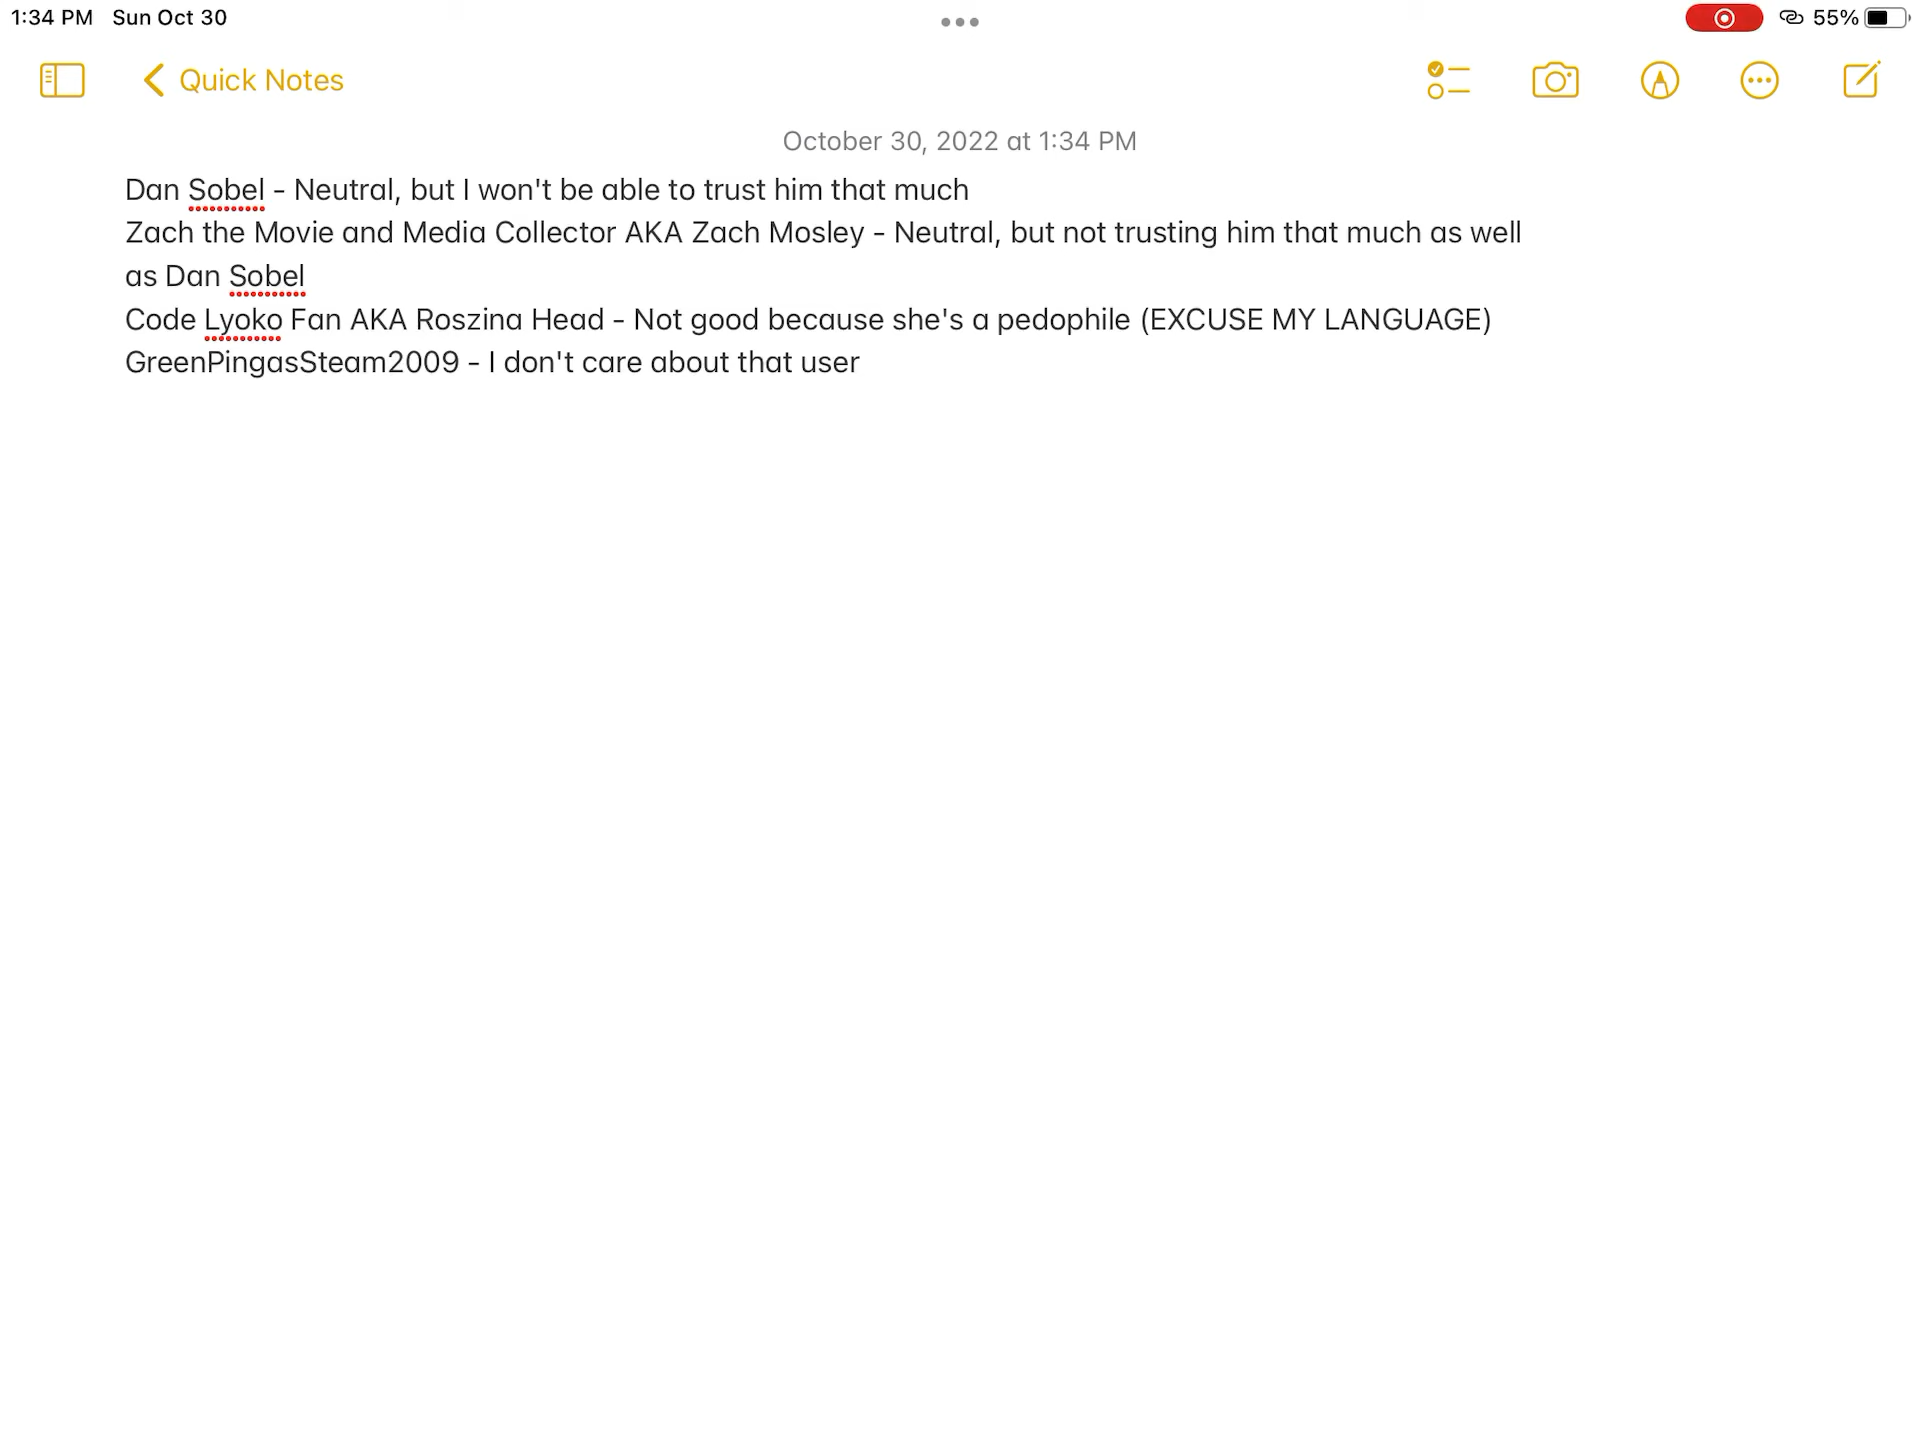 1:34 PM Sun Oct 30
55%
Quick Notes
October 30, 2022 at 1:34 PM
Dan Sobel - Neutral, but I won't be able to trust him that much
Zach the Movie and Media Collector AKA Zach Mosley - Neutral, but not trusting him that much as well
as Dan Sobel
Code Lyoko Fan AKA Roszina Head - Not good because she's a pedophile (EXCUSE MY LANGUAGE)
GreenPingasSteam2009 - I don't care about that user